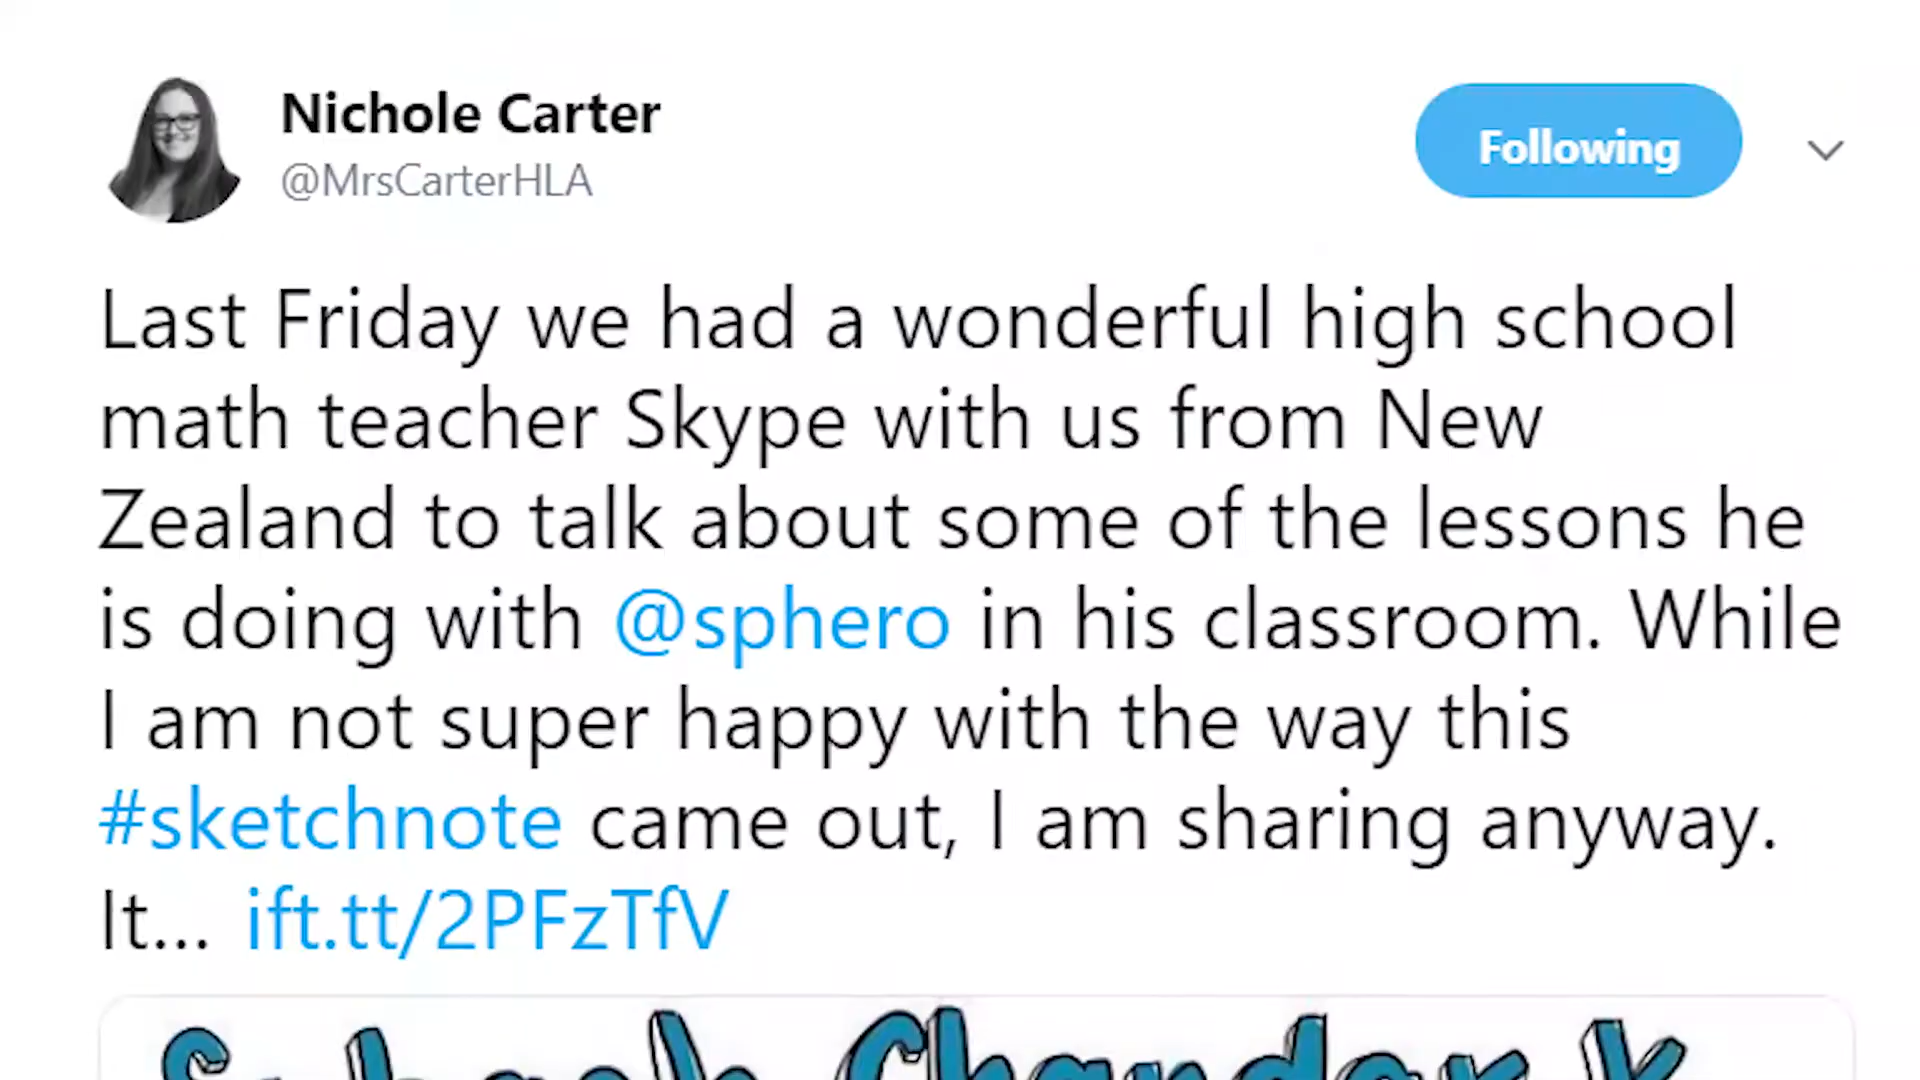 Nichole Carter
@MrsCarterHLA
Following
Last Friday we had a wonderful high school
math teacher Skype with us from New
Zealand to talk about some of the lessons he
is doing with @sphero in his classroom. While
I am not super happy with the way this
#sketchnote came out, I am sharing anyway.
It... ift.tt/2PFzTfV